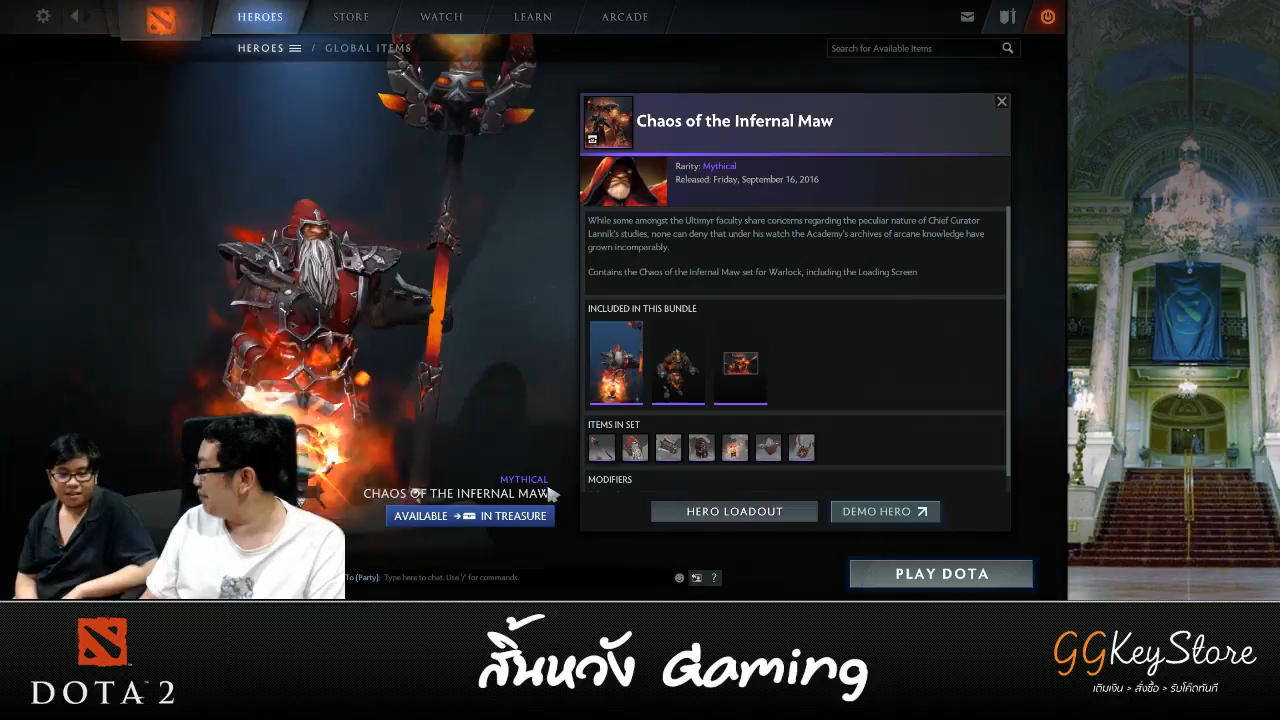 HEROES
STORE
WATCH
LEARN
ARCADE
HEROES / GLOBAL ITEMS
Search for Available Items
Chaos of the Infernal Maw
Rarity: Mythical
Released: Friday, September 16, 2016
While some amongst the Ultimyr faculty share concerns regarding the peculiar nature of Chief Curator
Lannik's studies, none can deny that under his watch the Academy's archives of arcane knowledge have
grown incomparably.
Contains the Chaos of the Infernal Maw set for Warlock, including the Loading Screen
INCLUDED IN THIS BUNDLE
ITEMS IN SET
MODIFIERS
HERO LOADOUT
DEMO HERO
MYTHICAL
CHAOS OF THE INFERNAL MAW
AVAILABLE IN TREASURE
To (Party): Type here to chat. Use '/' for commands.
?
PLAY DOTA
DOTA 2
สิ้นหวัง Gaming
GGKeyStore
เติมเงิน > สั่งซื้อ > รับโค๊ดทันที